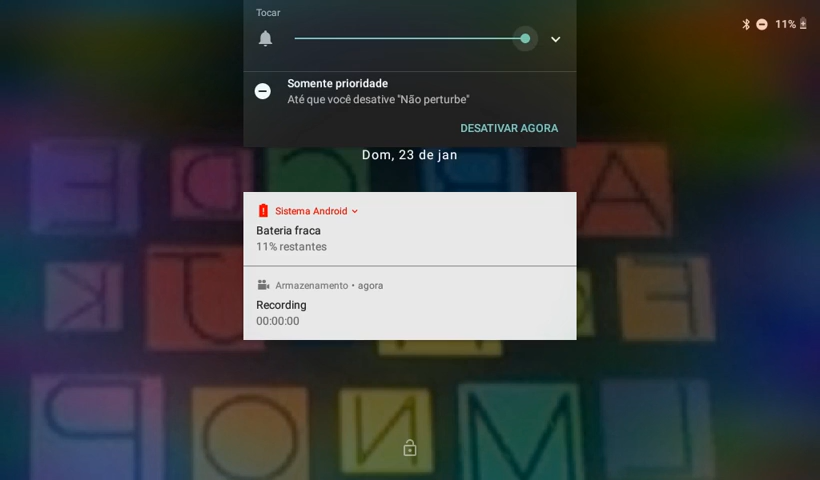 Tocar
11%
Somente prioridade
Até que você desative "Não perturbe"
DESATIVAR AGORA
Dom, 23 de jan
Sistema Android
Bateria fraca
11% restantes
Armazenamento • agora
Recording
00:00:00
E D C B A
K J F
P O N M L